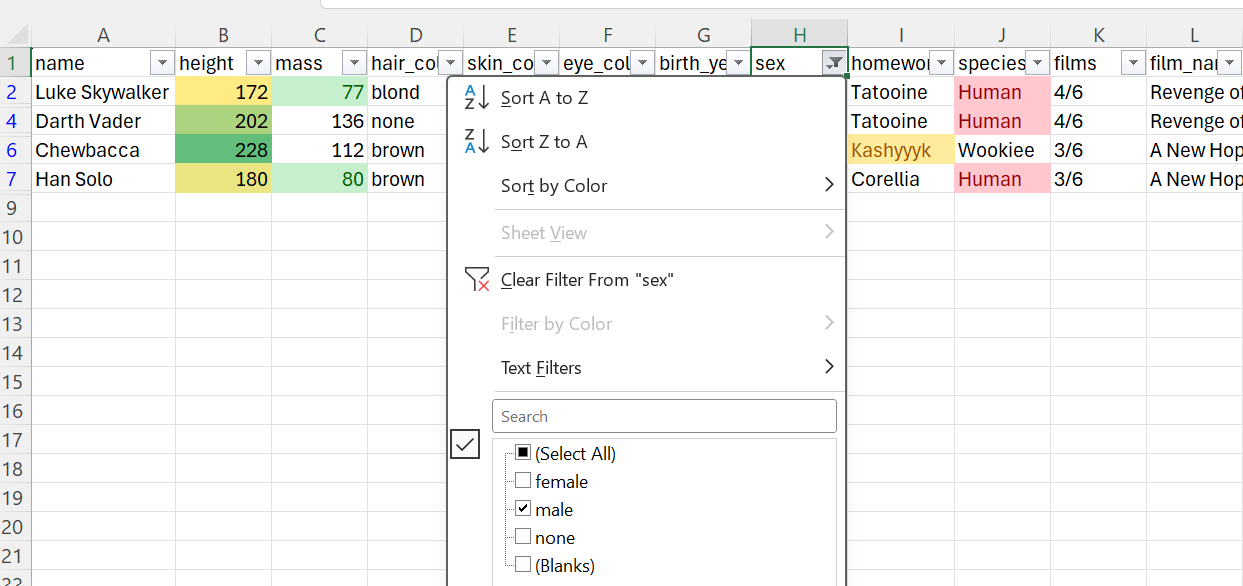 A B C D E F G H I J K L
1 name height mass hair_col skin_co eye_col birth_ye sex homewor species films film_nar
2 Luke Skywalker 172 77 blond Tatooine Human 4/6 Revenge of
4 Darth Vader 202 136 none Tatooine Human 4/6 Revenge of
6 Chewbacca 228 112 brown Kashyyyk Wookiee 3/6 A New Hop
7 Han Solo 180 80 brown Corellia Human 3/6 A New Hop
9
10
11
12
13
14
15
16
17
18
19
20
21
22
A
Z
Sort A to Z
Z
A
Sort Z to A
Sort by Color
Sheet View
Clear Filter From "sex"
Filter by Color
Text Filters
Search
(Select All)
female
male
none
(Blanks)